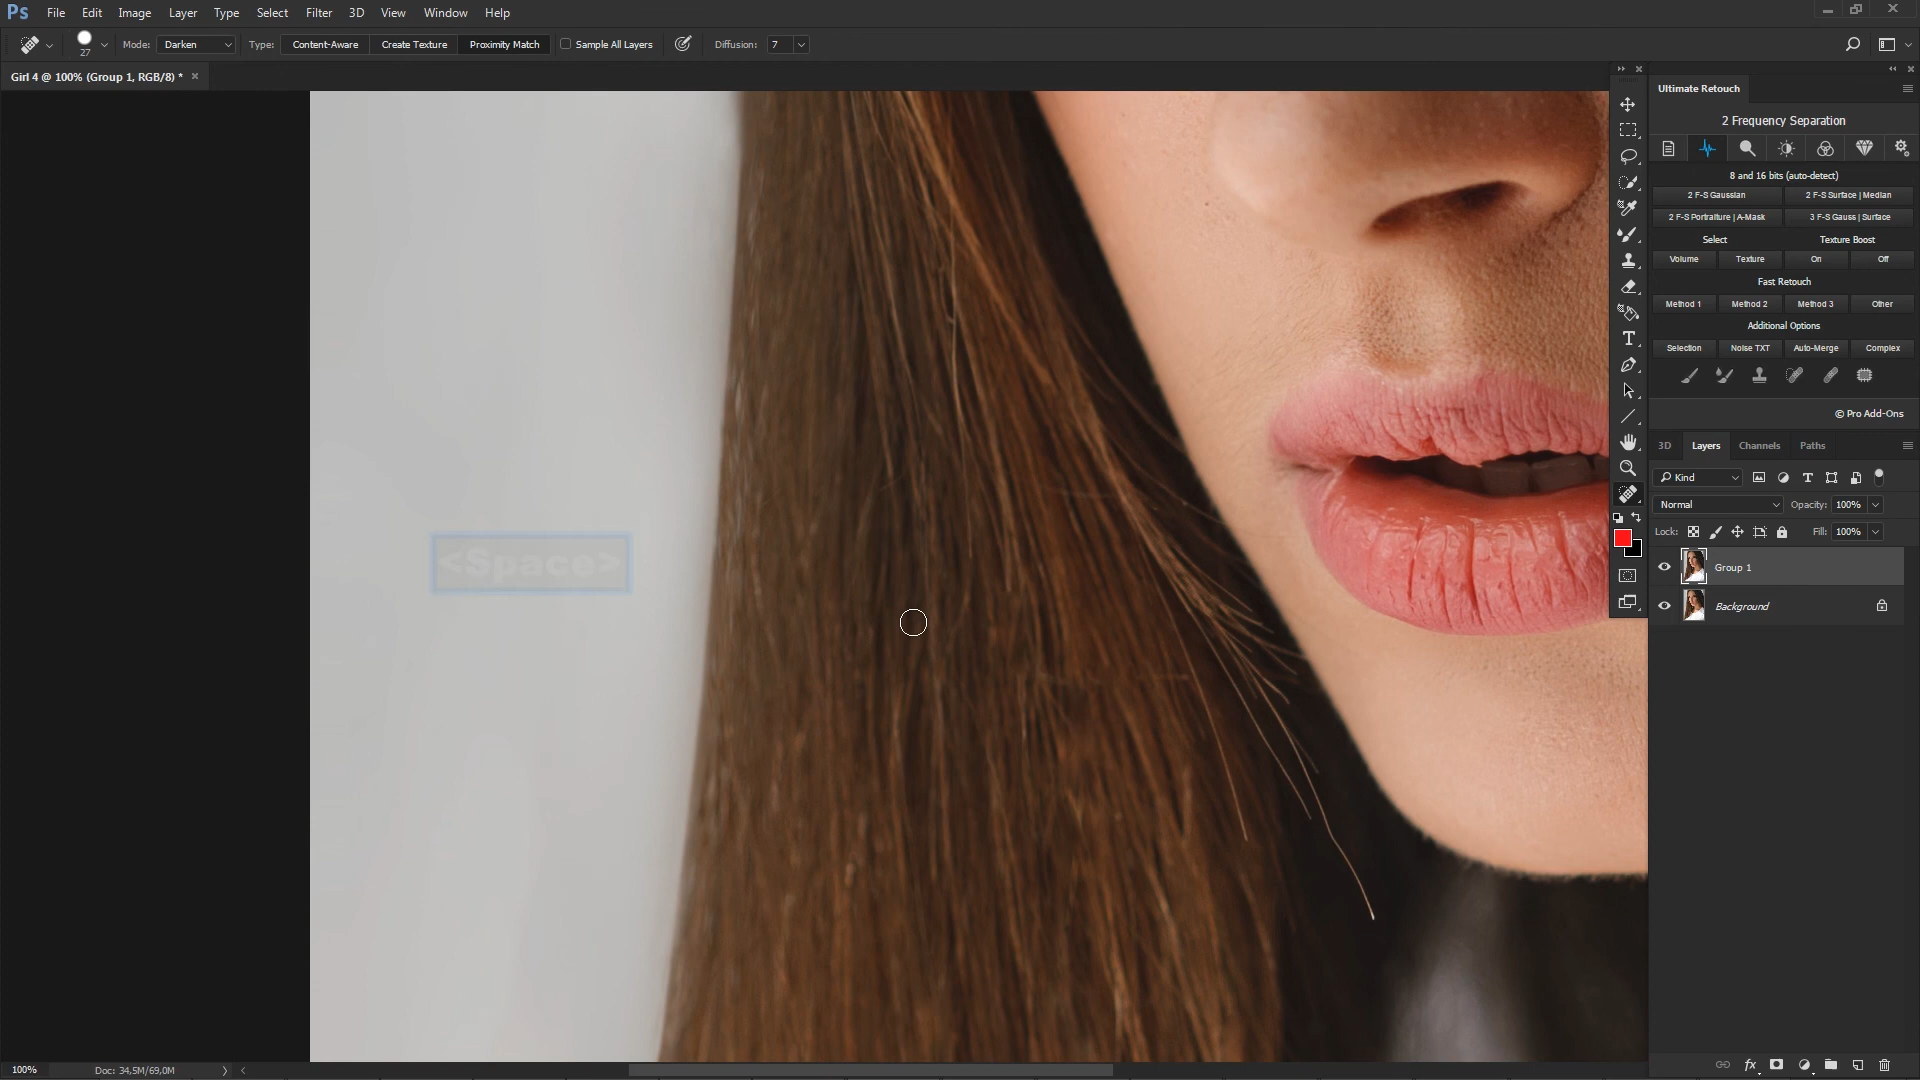 Ps File Edit Image Layer Type Select Filter 3D View Window Help
27 Mode: Darken Type: Content-Aware Create Texture Proximity Match Sample All Layers Diffusion: 7
Girl 4 @ 100% (Group 1, RGB/8) *
Ultimate Retouch
2 Frequency Separation
8 and 16 bits (auto-detect)
2 F-S Gaussian 2 F-S Surface | Median
2 F-S Portraiture | A-Mask 3 F-S Gauss | Surface
Select Texture Boost
Volume Texture On Off
Fast Retouch
Method 1 Method 2 Method 3 Other
Additional Options
Selection Noise TXT Auto-Merge Complex
© Pro Add-Ons
3D Layers Channels Paths
Kind
Normal Opacity: 100%
Lock: Fill: 100%
Group 1
Background
<Space>
100% Doc: 34,5M/69,0M